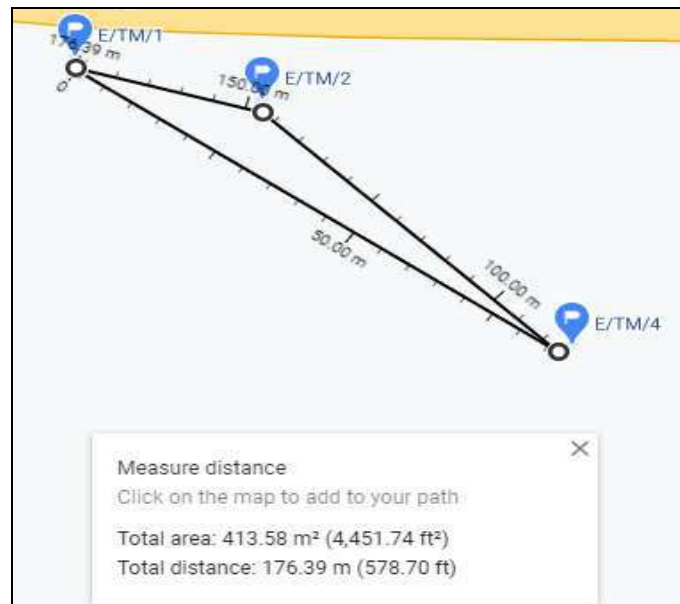 E/TM/1
176.39 m
0
E/TM/2
150.00 m
50.00 m
100.00 m
E/TM/4
Measure distance
Click on the map to add to your path
Total area: 413.58 m² (4,451.74 ft²)
Total distance: 176.39 m (578.70 ft)